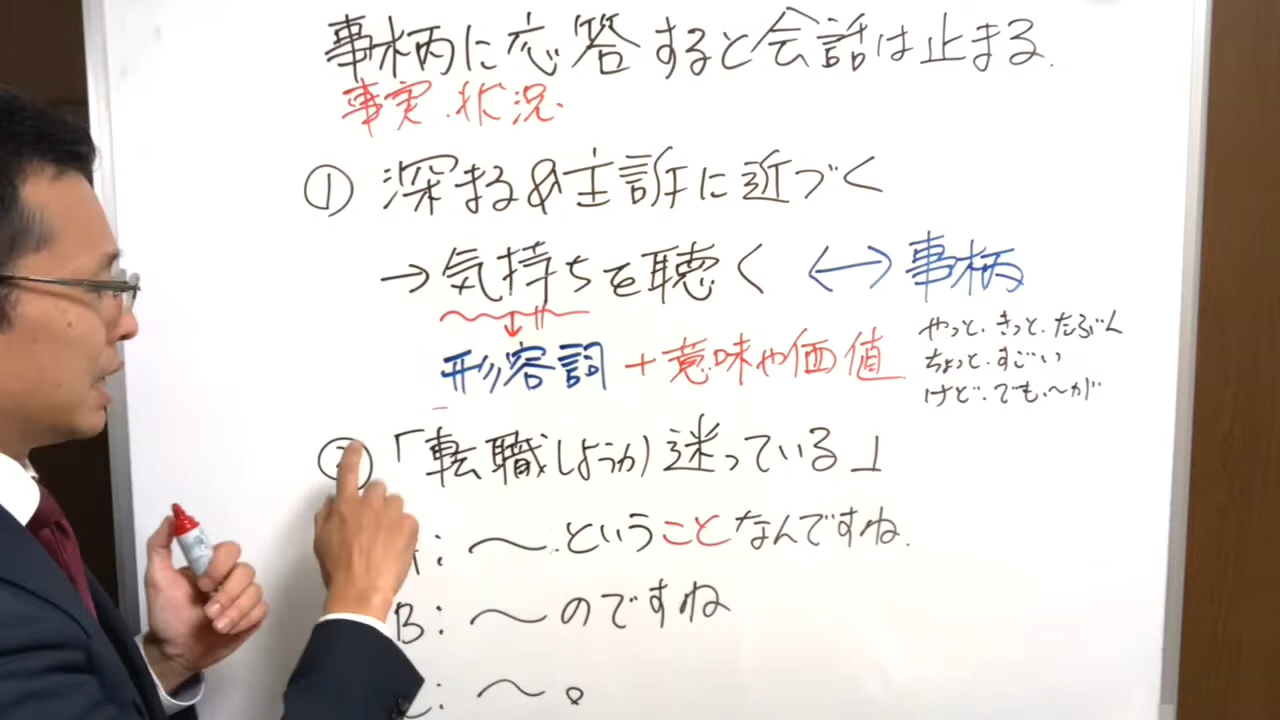 事柄に応答すると会話は止まる.
事実.状況.
① 深まる&主訴に近づく
→気持ちを聴く ↔ 事柄
やっと、きっと、たぶん
ちょっと、すごい
けど、でも、〜が
形容詞+意味や価値
② 「転職しようか迷っている」
: 〜.ということなんですね.
B: 〜のですね
: 〜。